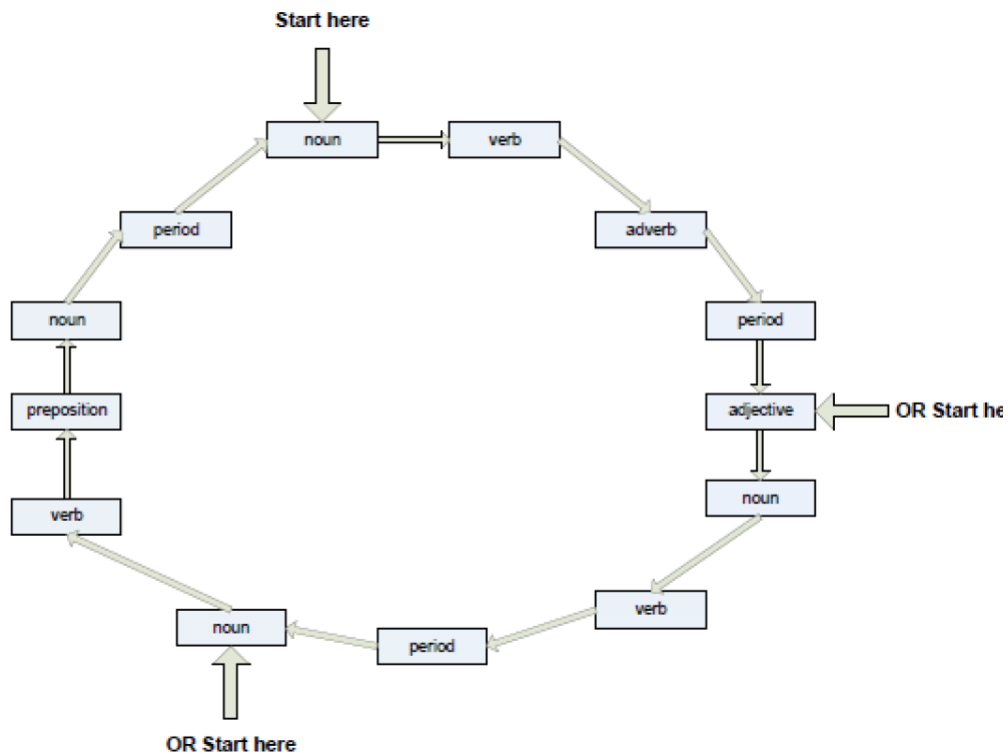 Start here
noun
verb
period
adverb
noun
period
preposition
adjective
OR Start he
verb
noun
noun
verb
period
OR Start here